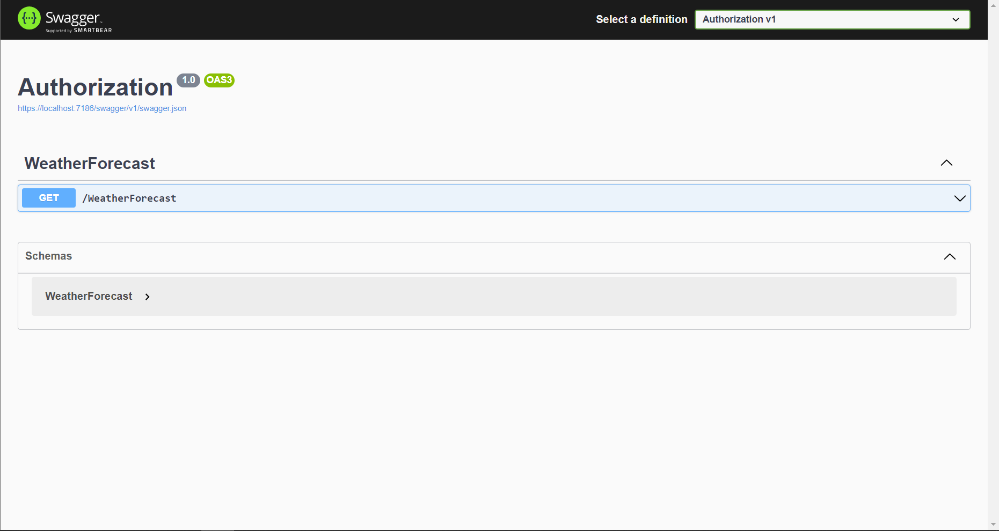 {···} Swagger
Supported by SMARTBEAR
Select a definition
Authorization v1
Authorization 1.0 OAS3
https://localhost:7186/swagger/v1/swagger.json
WeatherForecast
GET /WeatherForecast
Schemas
WeatherForecast